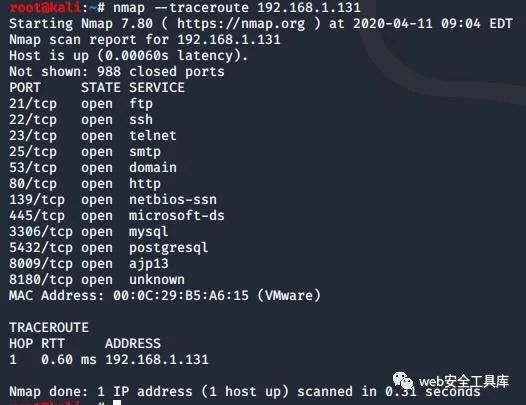 root@kali:~# nmap --traceroute 192.168.1.131
Starting Nmap 7.80 ( https://nmap.org ) at 2020-04-11 09:04 EDT
Nmap scan report for 192.168.1.131
Host is up (0.00060s latency).
Not shown: 988 closed ports
PORT     STATE SERVICE
21/tcp   open  ftp
22/tcp   open  ssh
23/tcp   open  telnet
25/tcp   open  smtp
53/tcp   open  domain
80/tcp   open  http
139/tcp  open  netbios-ssn
445/tcp  open  microsoft-ds
3306/tcp open  mysql
5432/tcp open  postgresql
8009/tcp open  ajp13
8180/tcp open  unknown
MAC Address: 00:0C:29:B5:A6:15 (VMware)
TRACEROUTE
HOP RTT     ADDRESS
1   0.60 ms 192.168.1.131
web安全工具库
Nmap done: 1 IP address (1 host up) scanned in 0.31 seconds
root@kali:~#